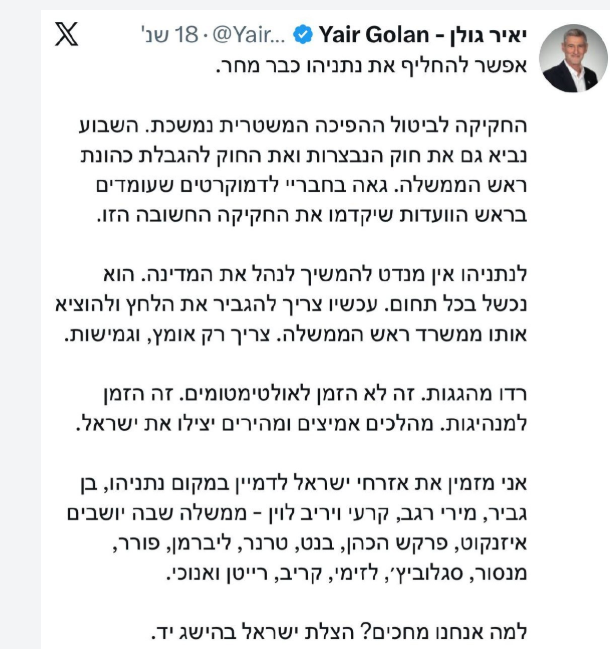 יאיר גולן - Yair Golan @Yair... · 18 שנ'
אפשר להחליף את נתניהו כבר מחר.
החקיקה לביטול ההפיכה המשטרית נמשכת. השבוע
נביא גם את חוק הנבצרות ואת החוק להגבלת כהונת
ראש הממשלה. גאה בחבריי לדמוקרטים שעומדים
בראש הוועדות שיקדמו את החקיקה החשובה הזו.
לנתניהו אין מנדט להמשיך לנהל את המדינה. הוא
נכשל בכל תחום. עכשיו צריך להגביר את הלחץ ולהוציא
אותו ממשרד ראש הממשלה. צריך רק אומץ, וגמישות.
רדו מהגגות. זה לא הזמן לאולטימטומים. זה הזמן
למנהיגות. מהלכים אמיצים ומהירים יצילו את ישראל.
אני מזמין את אזרחי ישראל לדמיין במקום נתניהו, בן
גביר, מירי רגב, קרעי ויריב לוין - ממשלה שבה יושבים
איזנקוט, פרקש הכהן, בנט, טרנר, ליברמן, פורר,
מנסור, סגלוביץ', לזימי, קריב, רייטן ואנוכי.
למה אנחנו מחכים? הצלת ישראל בהישג יד.